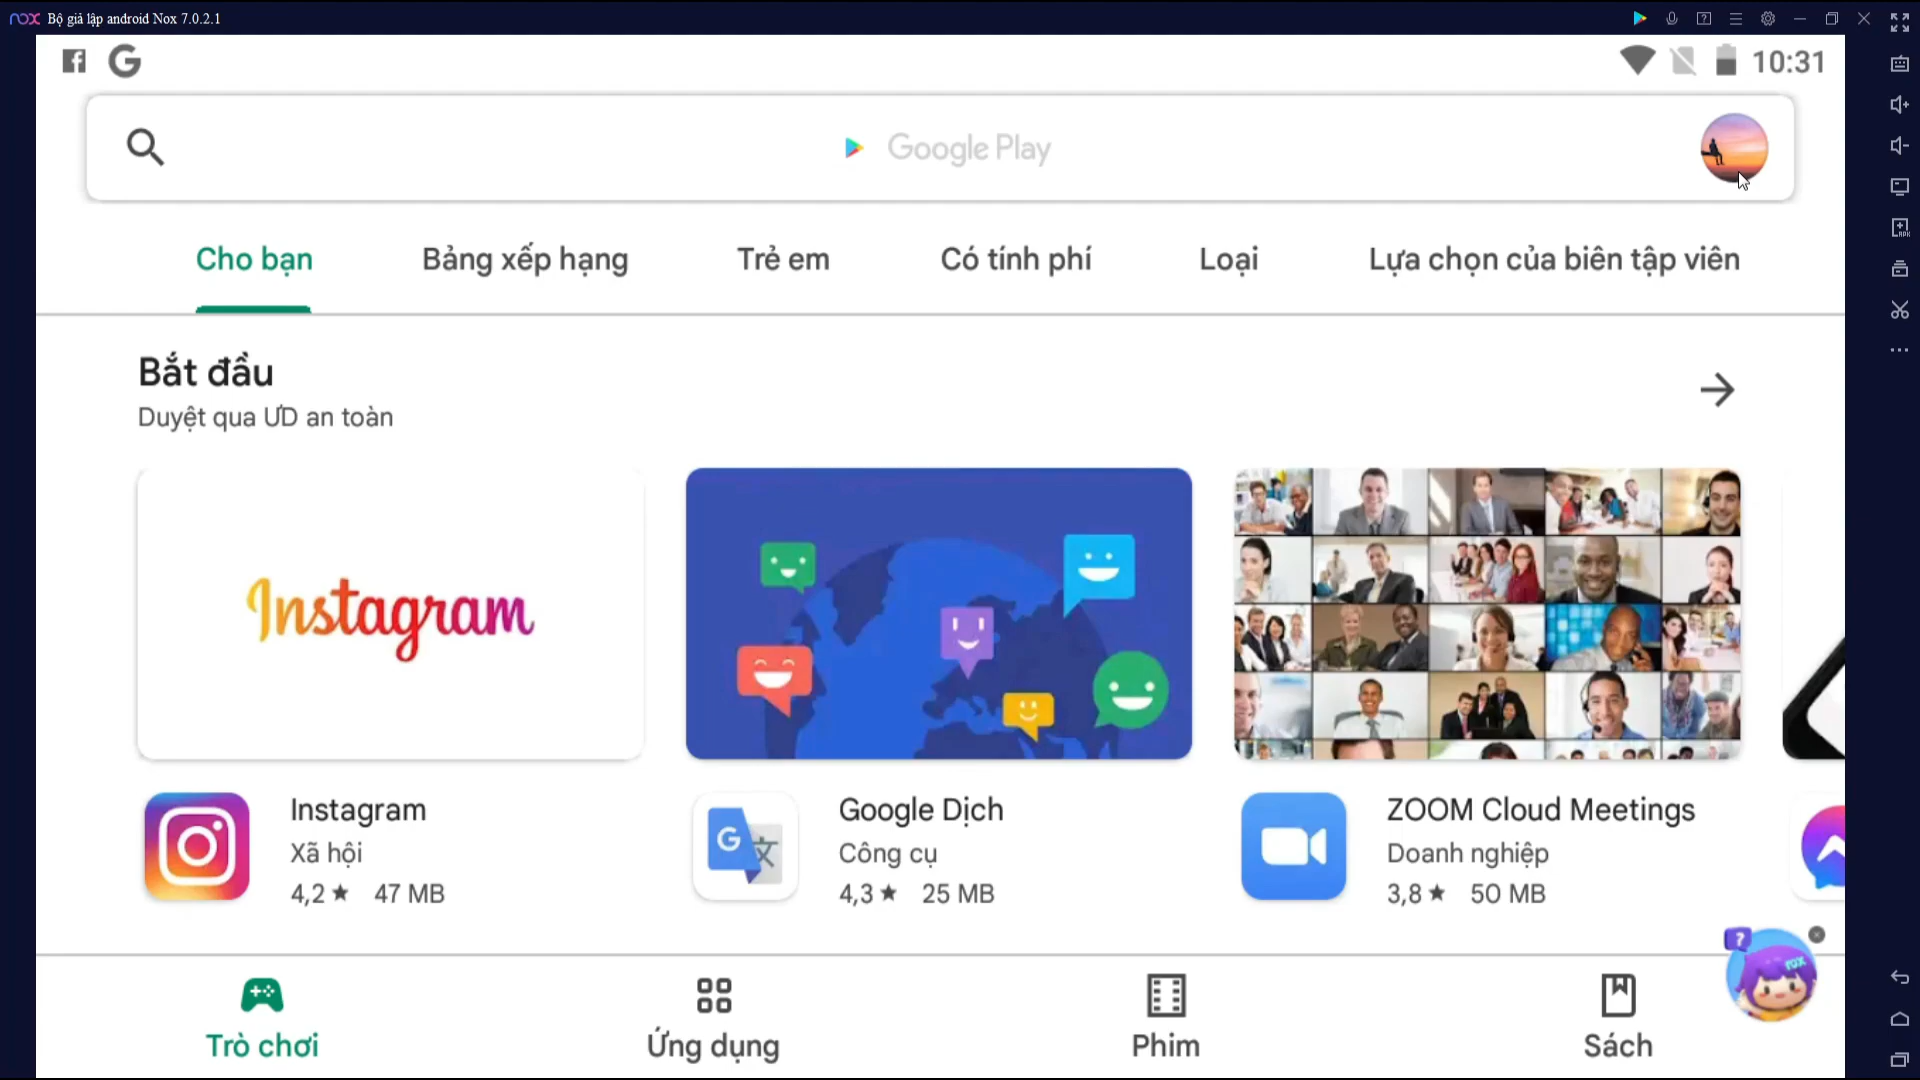 nox Bộ giả lập android Nox 7.0.2.1
10:31
Google Play
Cho bạn
Bảng xếp hạng
Trẻ em
Có tính phí
Loại
Lựa chọn của biên tập viên
Bắt đầu
Duyệt qua ƯD an toàn
Instagram
Instagram
Xã hội
4,2 ★ 47 MB
Google Dịch
Công cụ
4,3 ★ 25 MB
ZOOM Cloud Meetings
Doanh nghiệp
3,8 ★ 50 MB
nox
Trò chơi
Ứng dụng
Phim
Sách